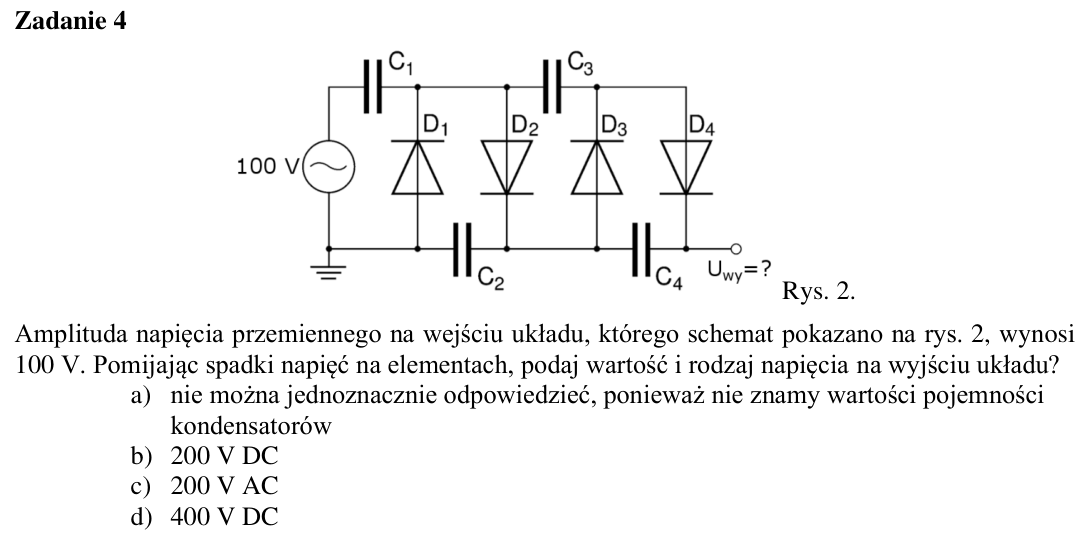 Zadanie 4
C1
C3
D1
D2
D3
D4
100 V
C2
C4
Uwy=?
Rys. 2.
Amplituda napięcia przemiennego na wejściu układu, którego schemat pokazano na rys. 2, wynosi
100 V. Pomijając spadki napięć na elementach, podaj wartość i rodzaj napięcia na wyjściu układu?
a) nie można jednoznacznie odpowiedzieć, ponieważ nie znamy wartości pojemności
kondensatorów
b) 200 V DC
c) 200 V AC
d) 400 V DC